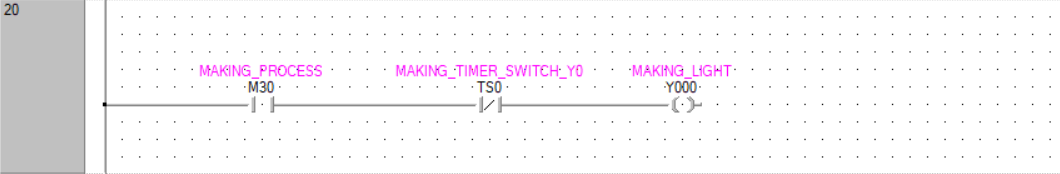 20
MAKING_PROCESS MAKING_TIMER_SWITCH_Y0 MAKING_LIGHT
M30 TS0 Y000